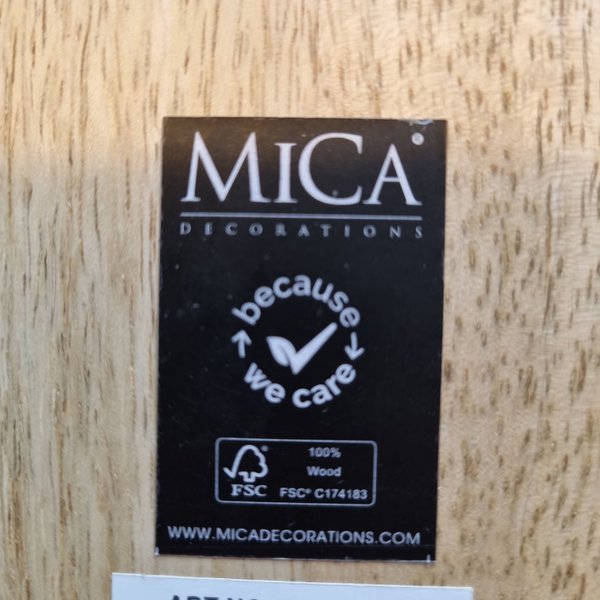 MICA®
DECORATIONS
because
we care
®
FSC
100%
Wood
FSC® C174183
WWW.MICADECORATIONS.COM